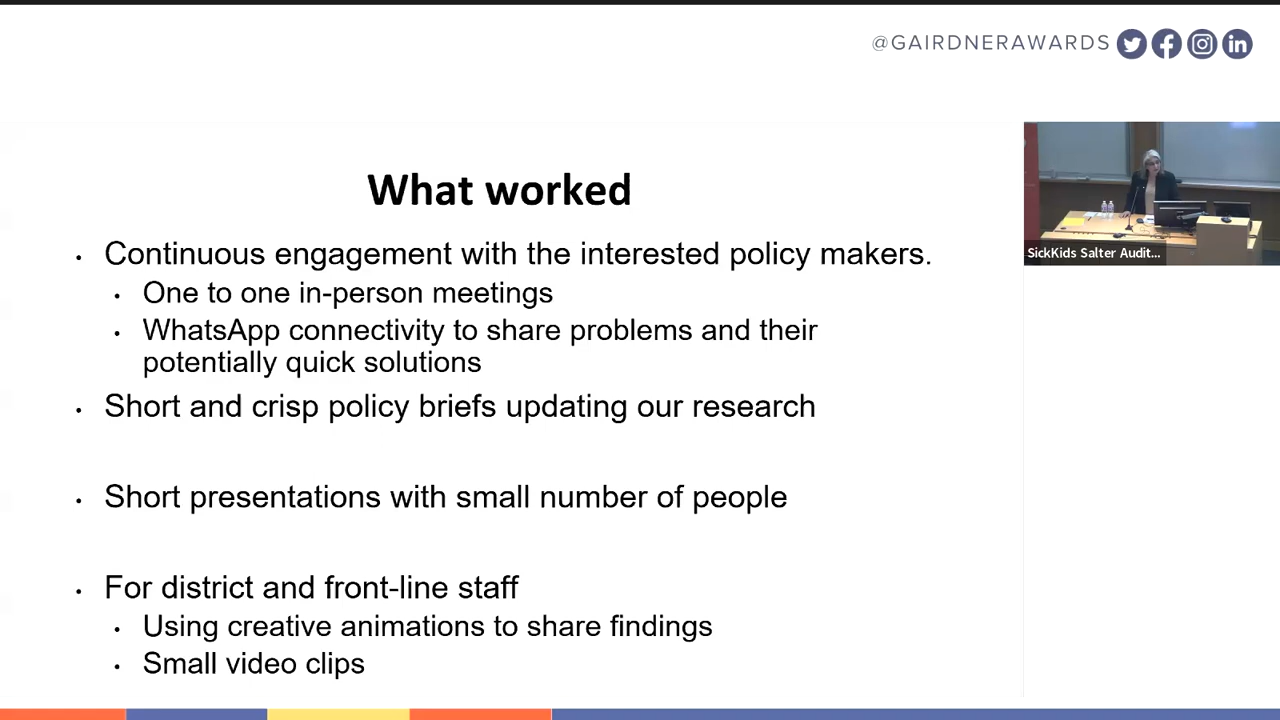 @GAIRDNERAWARDS
What worked
• Continuous engagement with the interested policy makers.
• One to one in-person meetings
• WhatsApp connectivity to share problems and their
potentially quick solutions
• Short and crisp policy briefs updating our research
• Short presentations with small number of people
• For district and front-line staff
• Using creative animations to share findings
• Small video clips
SickKids Salter Audit...